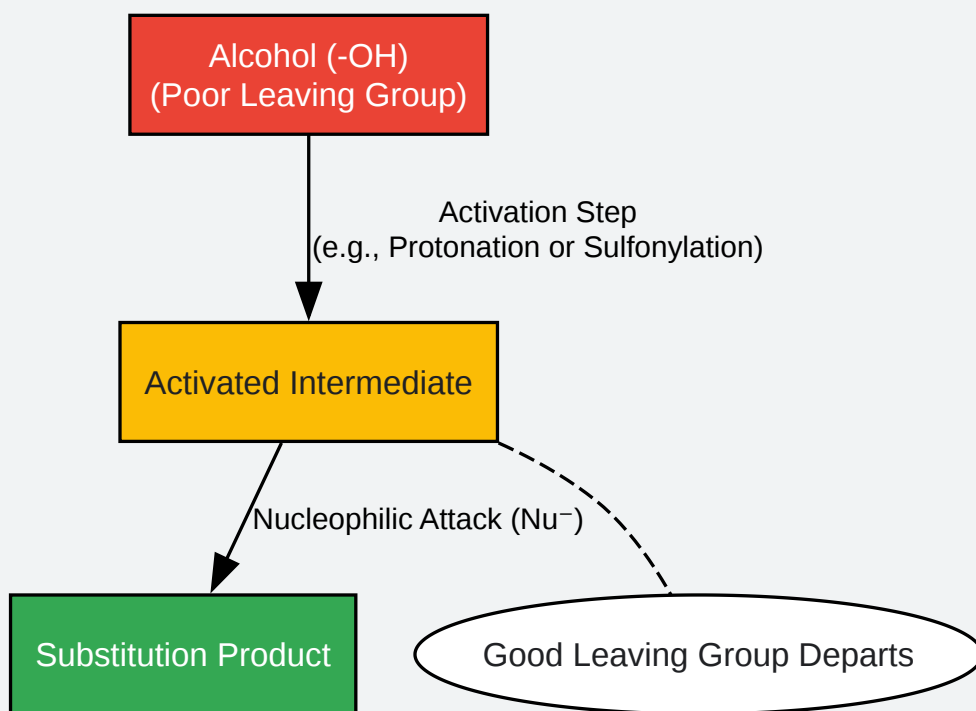 Alcohol (-OH)
(Poor Leaving Group)
Activation Step
(e.g., Protonation or Sulfonylation)
Activated Intermediate
Nucleophilic Attack (Nu⁻)
Substitution Product
Good Leaving Group Departs